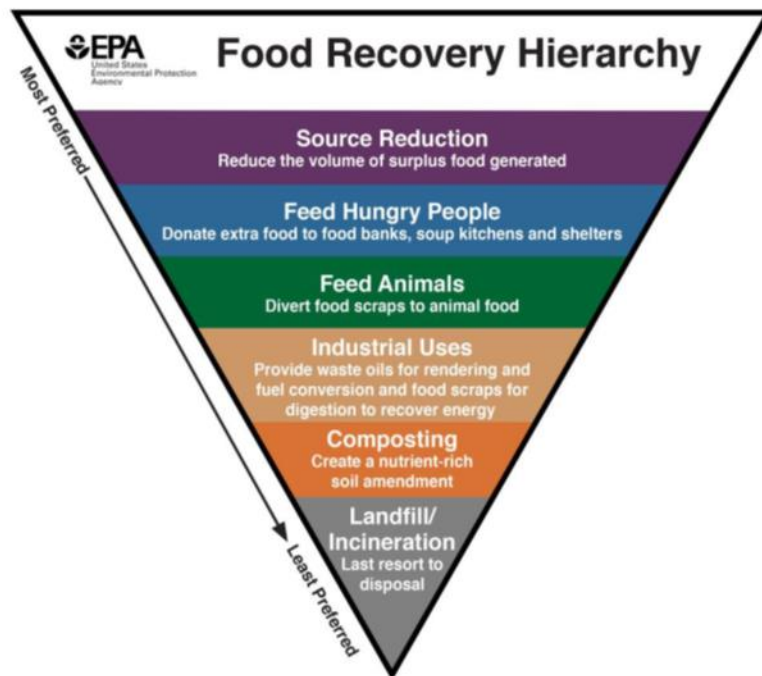 EPA
United States
Environmental Protection
Agency
Food Recovery Hierarchy
Most Preferred
Source Reduction
Reduce the volume of surplus food generated
Feed Hungry People
Donate extra food to food banks, soup kitchens and shelters
Feed Animals
Divert food scraps to animal food
Industrial Uses
Provide waste oils for rendering and
fuel conversion and food scraps for
digestion to recover energy
Composting
Create a nutrient-rich
soil amendment
Landfill/
Incineration
Last resort to
disposal
Least Preferred